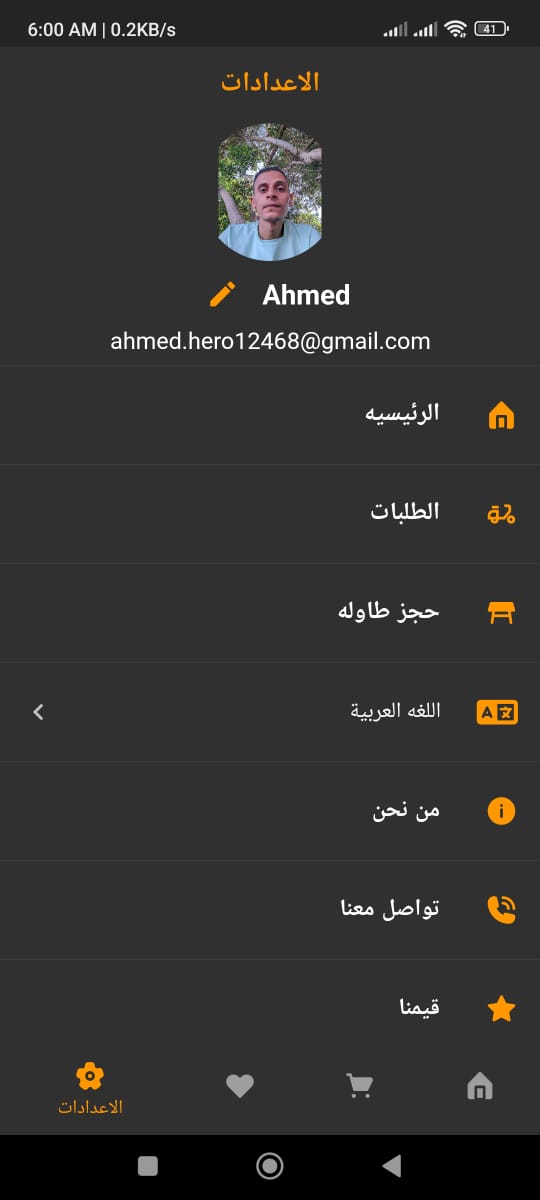 6:00 AM | 0.2KB/s
41
الاعدادات
Ahmed
ahmed.hero12468@gmail.com
الرئيسيه
الطلبات
حجز طاوله
اللغه العربية
من نحن
تواصل معنا
قيمنا
الاعدادات